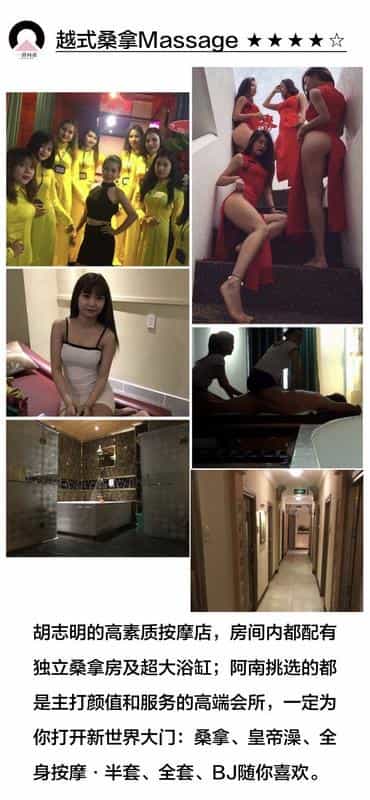 越式桑拿Massage ★★★★☆
胡志明的高素质按摩店，房间内都配有
独立桑拿房及超大浴缸；阿南挑选的都
是主打颜值和服务的高端会所，一定为
你打开新世界大门：桑拿、皇帝澡、全
身按摩·半套、全套、BJ随你喜欢。